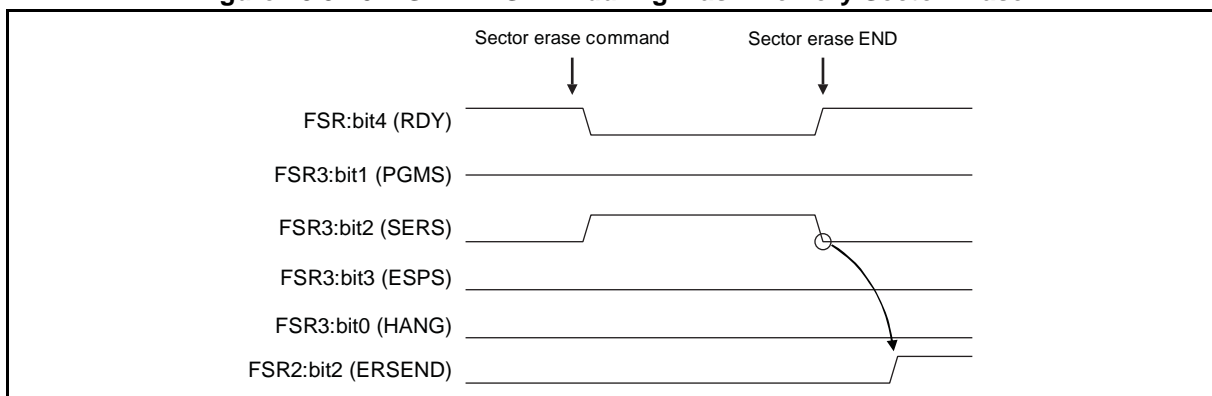 Sector erase command Sector erase END
FSR:bit4 (RDY)
FSR3:bit1 (PGMS)
FSR3:bit2 (SERS)
FSR3:bit3 (ESPS)
FSR3:bit0 (HANG)
FSR2:bit2 (ERSEND)